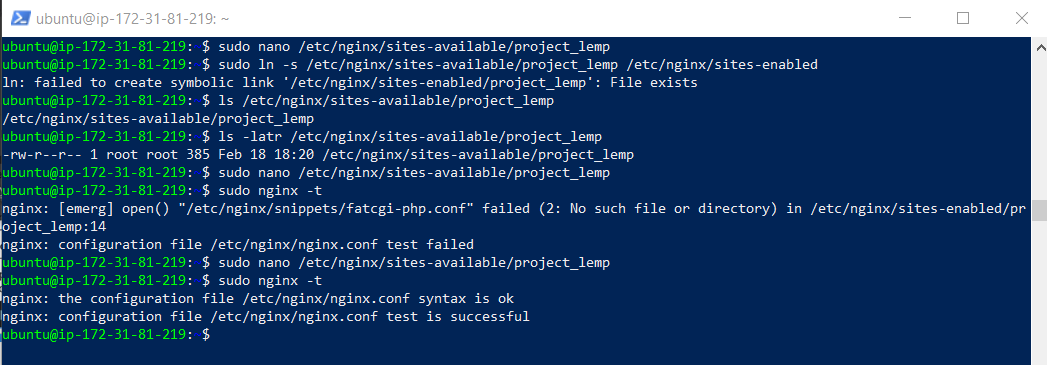 ubuntu@ip-172-31-81-219: ~
ubuntu@ip-172-31-81-219: $ sudo nano /etc/nginx/sites-available/project_lemp
ubuntu@ip-172-31-81-219: $ sudo ln -s /etc/nginx/sites-available/project_lemp /etc/nginx/sites-enabled
ln: failed to create symbolic link '/etc/nginx/sites-enabled/project_lemp': File exists
ubuntu@ip-172-31-81-219: $ ls /etc/nginx/sites-available/project_lemp
/etc/nginx/sites-available/project_lemp
ubuntu@ip-172-31-81-219: $ ls -latr /etc/nginx/sites-available/project_lemp
-rw-r--r-- 1 root root 385 Feb 18 18:20 /etc/nginx/sites-available/project_lemp
ubuntu@ip-172-31-81-219: $ sudo nano /etc/nginx/sites-available/project_lemp
ubuntu@ip-172-31-81-219: $ sudo nginx -t
nginx: [emerg] open() "/etc/nginx/snippets/fatcgi-php.conf" failed (2: No such file or directory) in /etc/nginx/sites-enabled/pr
oject_lemp:14
nginx: configuration file /etc/nginx/nginx.conf test failed
ubuntu@ip-172-31-81-219: $ sudo nano /etc/nginx/sites-available/project_lemp
ubuntu@ip-172-31-81-219: $ sudo nginx -t
nginx: the configuration file /etc/nginx/nginx.conf syntax is ok
nginx: configuration file /etc/nginx/nginx.conf test is successful
ubuntu@ip-172-31-81-219: $